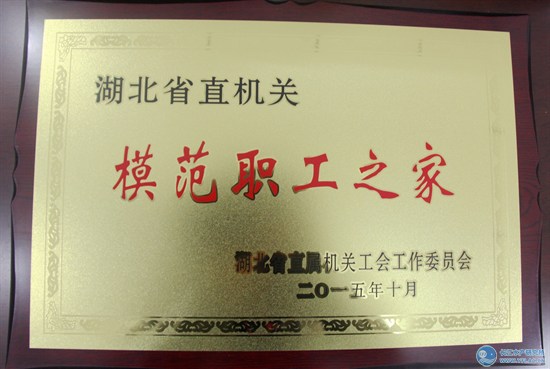 湖北省直机关
模范职工之家
湖北省直属机关工会工作委员会
二〇一五年十月